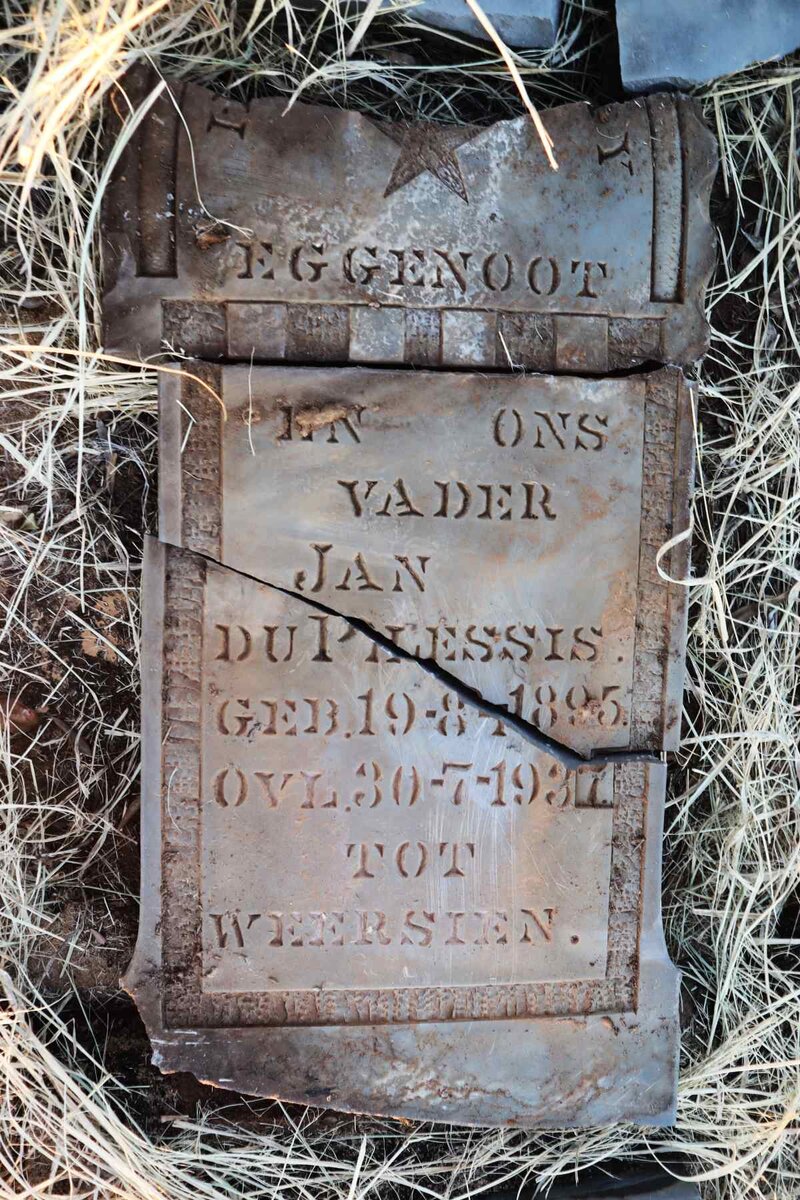 EGGENOOT
EN ONS
VADER
JAN
DU PLESSIS.
GEB. 19-8-1895.
OVL. 30-7-1937.
TOT
WEERSIEN.